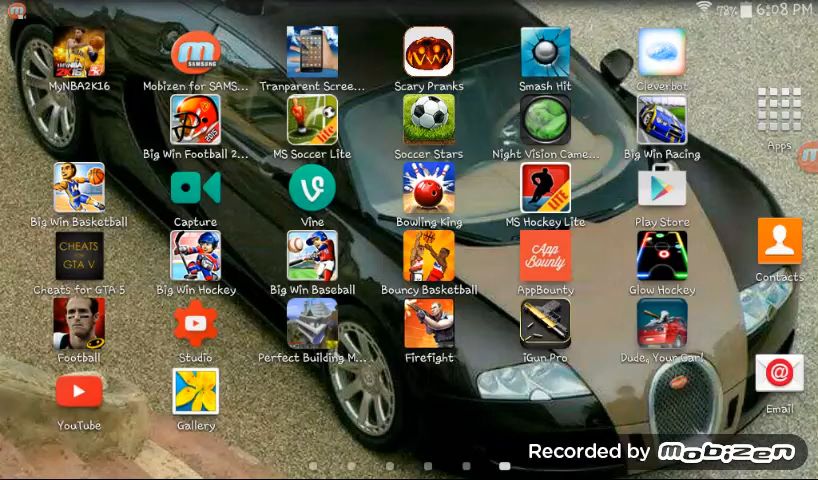 78% 6:08 PM
MyNBA2K16
Mobizen for SAMS...
Tranparent Scree...
Scary Pranks
Smash Hit
Cleverbot
SAMSUNG
Big Win Football 2...
MS Soccer Lite
Soccer Stars
Night Vision Came...
Big Win Racing
Apps
Big Win Basketball
Capture
Vine
Bowling King
MS Hockey Lite
Play Store
CHEATS
GTA V
App
Bounty
Cheats for GTA 5
Big Win Hockey
Big Win Baseball
Bouncy Basketball
AppBounty
Glow Hockey
Contacts
Football
Studio
Perfect Building M...
Firefight
iGun Pro
Dude, Your Car!
YouTube
Gallery
Email
Recorded by mobizen